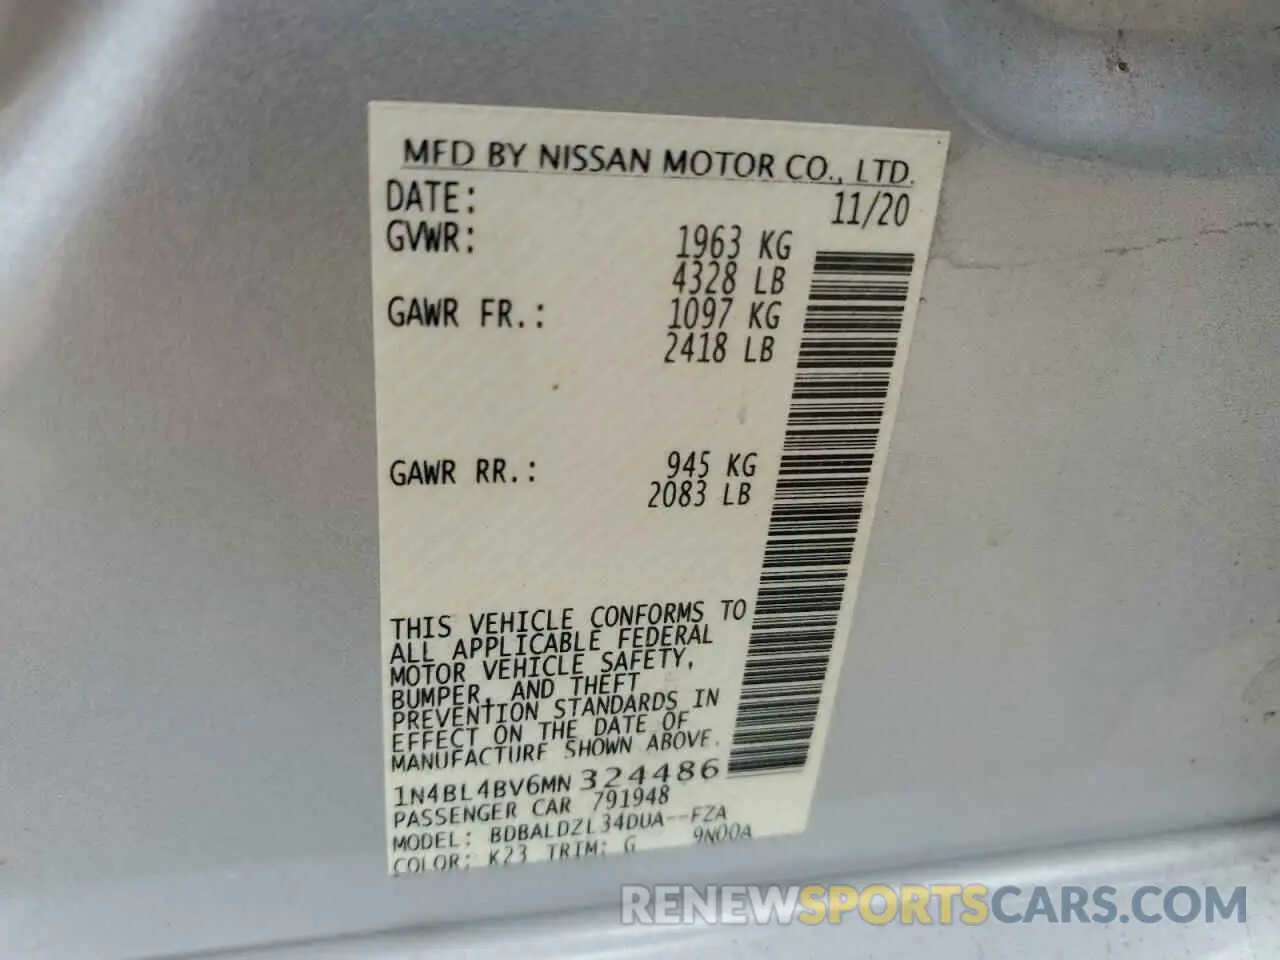 MFD BY NISSAN MOTOR CO., LTD.
DATE: 11/20
GVWR: 1963 KG
4328 LB
GAWR FR.: 1097 KG
2418 LB
GAWR RR.: 945 KG
2083 LB
THIS VEHICLE CONFORMS TO
ALL APPLICABLE FEDERAL
MOTOR VEHICLE SAFETY,
BUMPER, AND THEFT
PREVENTION STANDARDS IN
EFFECT ON THE DATE OF
MANUFACTURE SHOWN ABOVE.
1N4BL4BV6MN324486
PASSENGER CAR 791948
MODEL: BDBALDZL34DUA--FZA
COLOR: K23 TRIM: G 9N00A
RENEWSPORTSCARS.COM